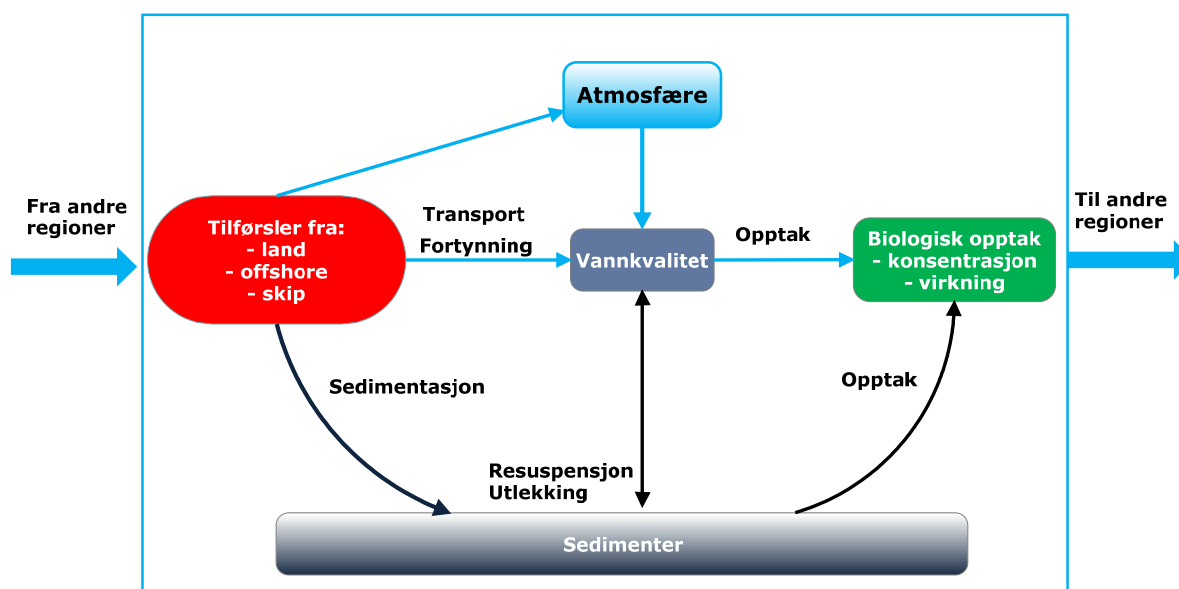 Atmosfære
Fra andre
regioner
Tilførsler fra:
- land
- offshore
- skip
Transport
Fortynning
Vannkvalitet
Opptak
Biologisk opptak
- konsentrasjon
- virkning
Til andre
regioner
Sedimentasjon
Opptak
Resuspensjon
Utlekking
Sedimenter